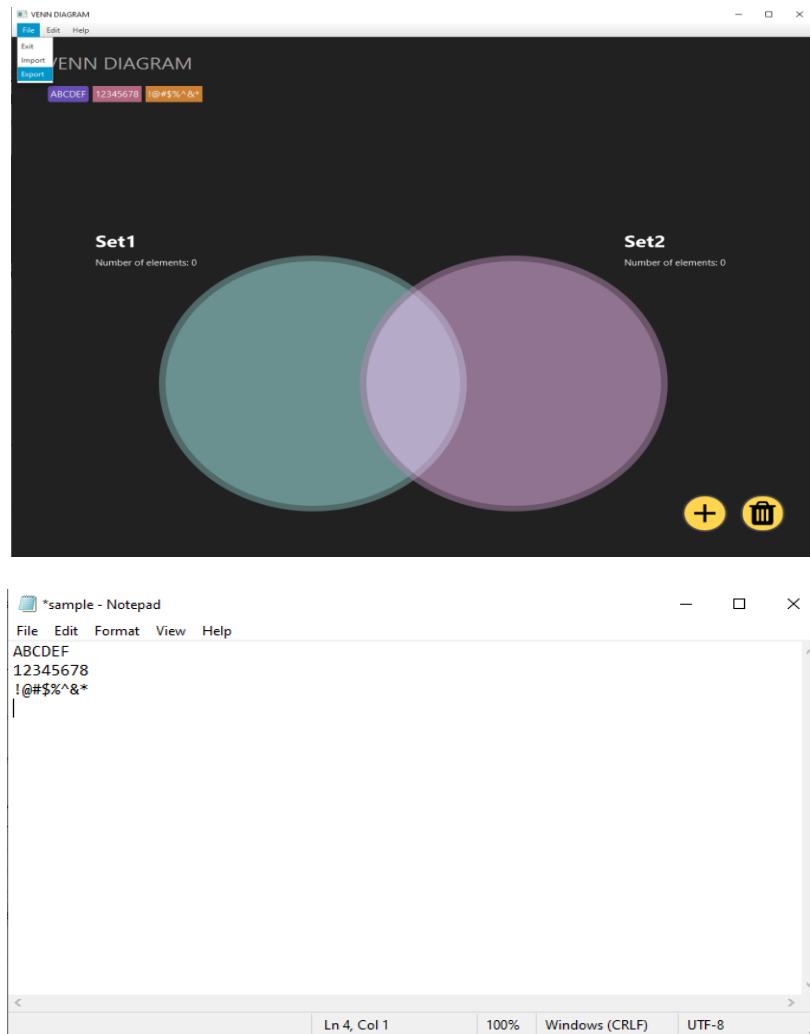 VENN DIAGRAM
File Edit Help
Exit
Import
Export
VENN DIAGRAM
ABCDEF 12345678 !@#$%^&*
Set1 Set2
Number of elements: 0 Number of elements: 0
*sample - Notepad
File Edit Format View Help
ABCDEF
12345678
!@#$%^&*
Ln 4, Col 1 100% Windows (CRLF) UTF-8